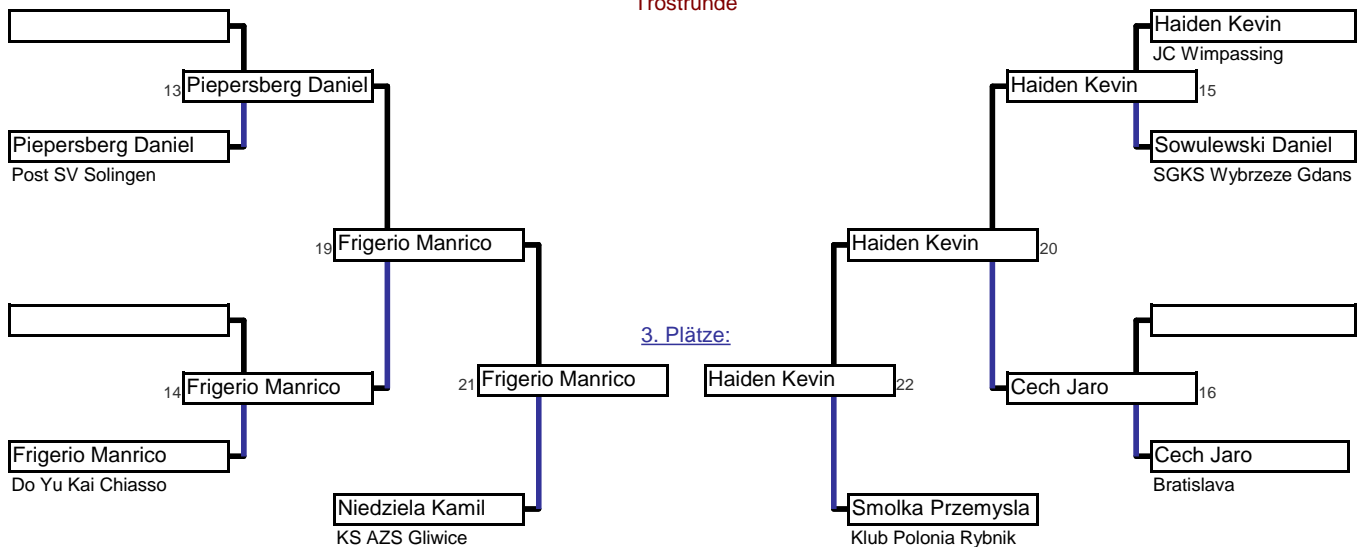 Trostrunde
Haiden Kevin
JC Wimpassing
13 Piepersberg Daniel
Haiden Kevin 15
Piepersberg Daniel
Post SV Solingen
Sowulewski Daniel
SGKS Wybrzeze Gdans
19 Frigerio Manrico
Haiden Kevin 20
3. Plätze:
14 Frigerio Manrico
21 Frigerio Manrico
Haiden Kevin 22
Cech Jaro 16
Frigerio Manrico
Do Yu Kai Chiasso
Cech Jaro
Bratislava
Niedziela Kamil
KS AZS Gliwice
Smolka Przemysla
Klub Polonia Rybnik